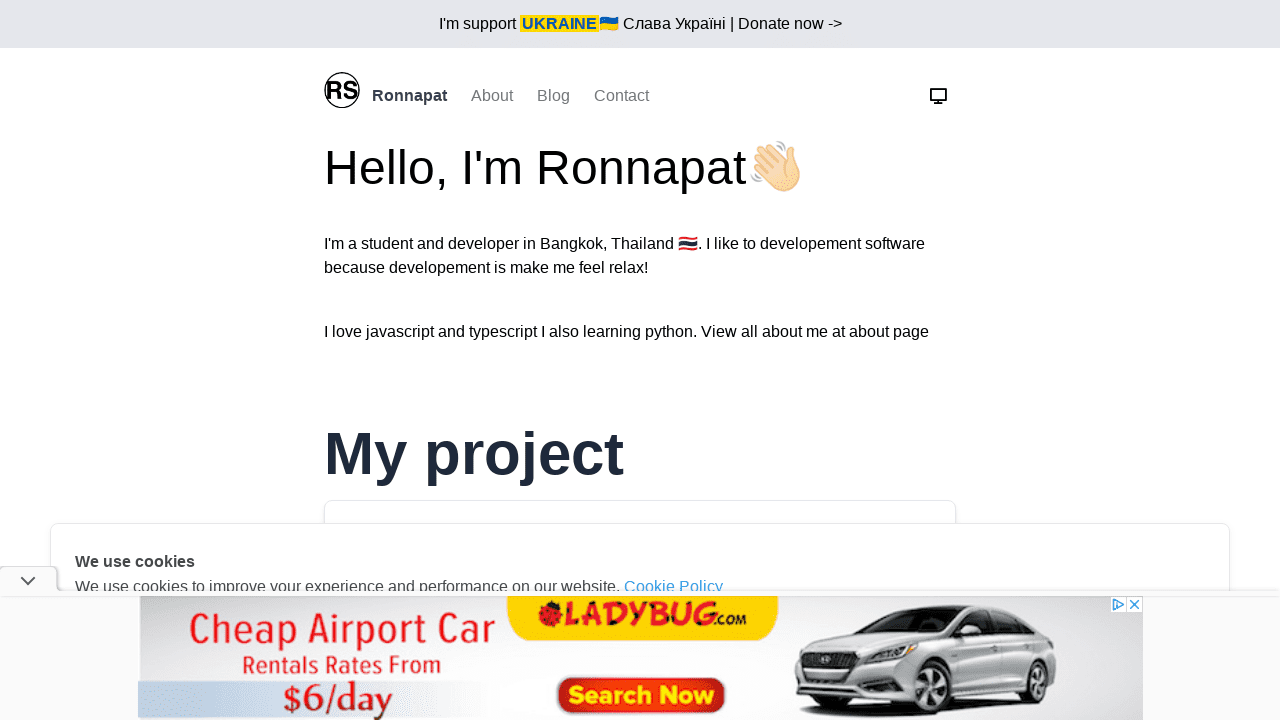 I'm support UKRAINE🇺🇦 Слава Україні | Donate now ->
RS Ronnapat About Blog Contact
Hello, I'm Ronnapat👋🏻
I'm a student and developer in Bangkok, Thailand 🇹🇭. I like to developement software
because developement is make me feel relax!
I love javascript and typescript I also learning python. View all about me at about page
My project
We use cookies
We use cookies to improve your experience and performance on our website. Cookie Policy
Cheap Airport Car
Rentals Rates From
$6/day
LADYBUG.COM
Search Now